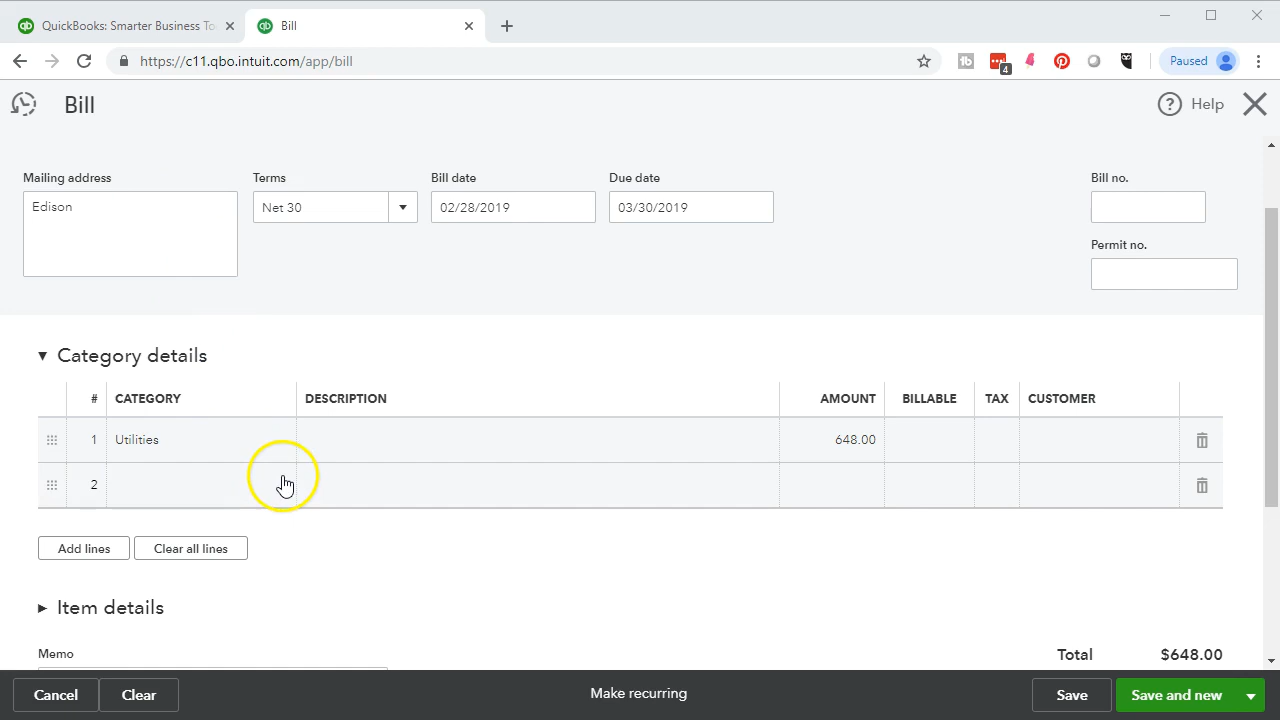 QuickBooks: Smarter Business To
Bill
https://c11.qbo.intuit.com/app/bill
4
Paused
Bill
Help
Mailing address
Terms
Bill date
Due date
Bill no.
Edison
Net 30
02/28/2019
03/30/2019
Permit no.
Category details
# CATEGORY DESCRIPTION AMOUNT BILLABLE TAX CUSTOMER
1 Utilities 648.00
2
Add lines
Clear all lines
Item details
Memo
Total $648.00
Cancel
Clear
Make recurring
Save
Save and new